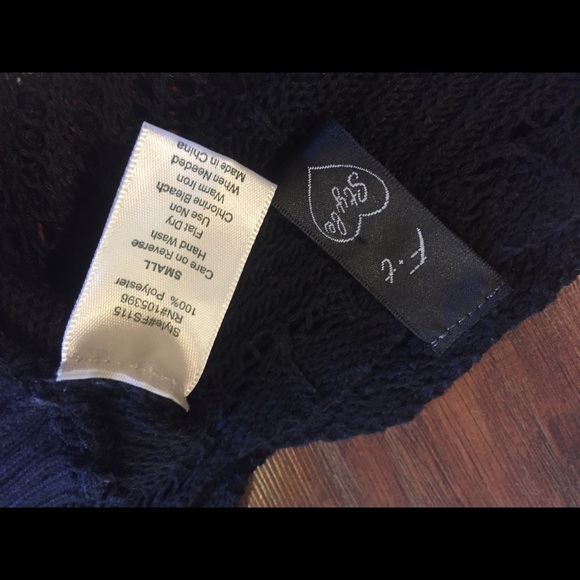 Style#FS115
RN#105396
100% Polyester
SMALL
Care on Reverse
Hand Wash
Flat Dry
Use Non
Chlorine Bleach
Warm Iron
When Needed
Made in China
F.t
Style